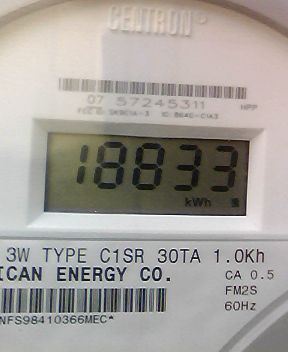 CENTRON®
07 57245311 HPP
18833
kWh
3W TYPE C1SR 30TA 1.0Kh
ICAN ENERGY CO. CA 0.5
FM2S
60Hz
NFS98410366MEC*